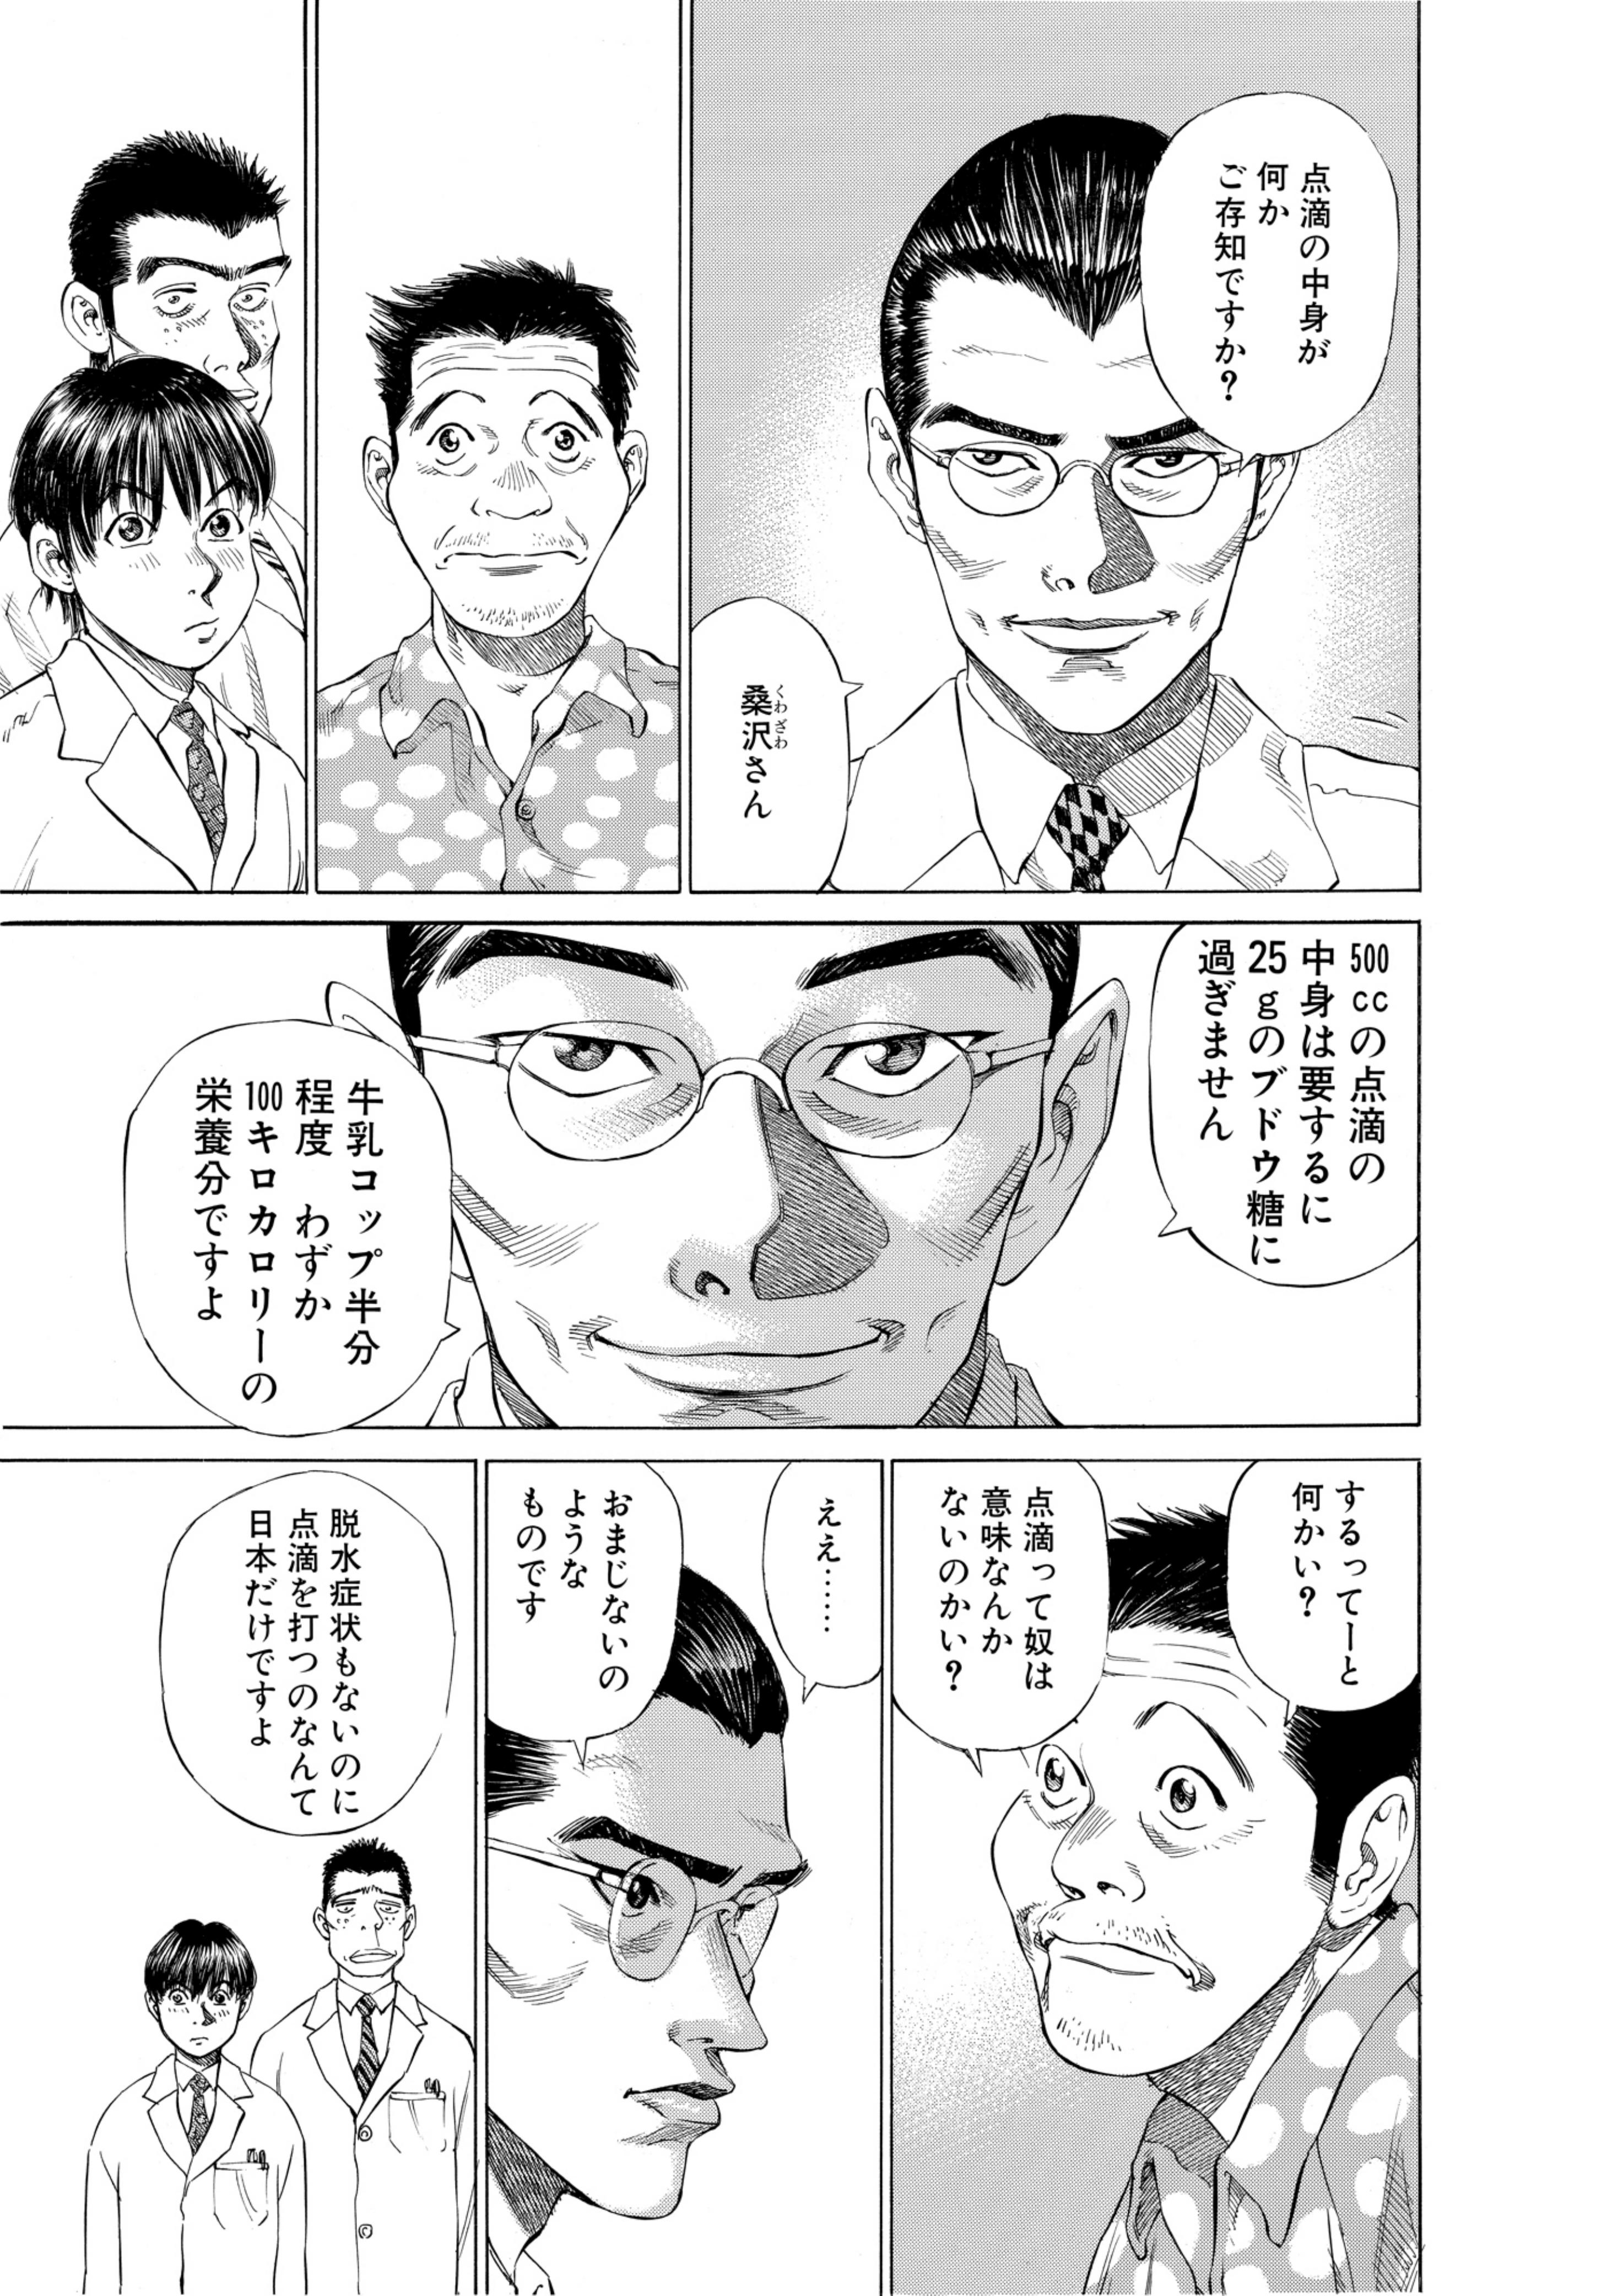 点滴の中身が
何か
ご存知ですか？
桑沢さん
くわざわ
500ccの点滴の
中身は要するに
25gのブドウ糖に
過ぎません
牛乳コップ半分
程度　わずか
100キロカロリーの
栄養分ですよ
するってーと
何かい？
点滴って奴は
意味なんか
ないのかい？
ええ……
おまじないの
ような
ものです
脱水症状もないのに
点滴を打つのなんて
日本だけですよ